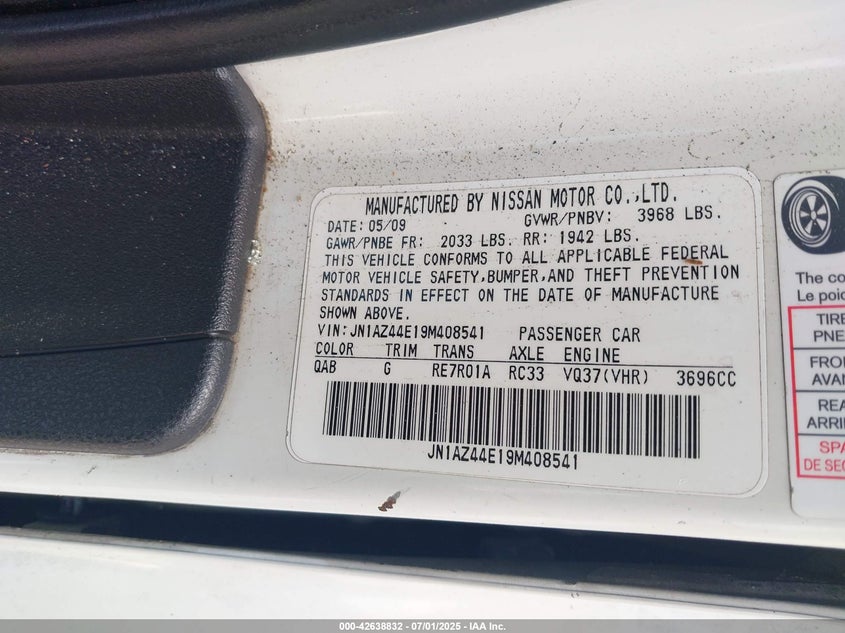 MANUFACTURED BY NISSAN MOTOR CO.,LTD.
DATE: 05/09 GVWR/PNBV: 3968 LBS.
GAWR/PNBE FR: 2033 LBS. RR: 1942 LBS.
THIS VEHICLE CONFORMS TO ALL APPLICABLE FEDERAL
MOTOR VEHICLE SAFETY,BUMPER,AND THEFT PREVENTION
STANDARDS IN EFFECT ON THE DATE OF MANUFACTURE
SHOWN ABOVE.
VIN:JN1AZ44E19M408541 PASSENGER CAR
COLOR TRIM TRANS AXLE ENGINE
QAB G RE7R01A RC33 VQ37(VHR) 3696CC
JN1AZ44E19M408541
The co
Le poid
TIRE
PNE
FRO
AVAN
REA
ARRI
SPA
DE SEC
000-42638832 - 07/01/2025 - IAA Inc.